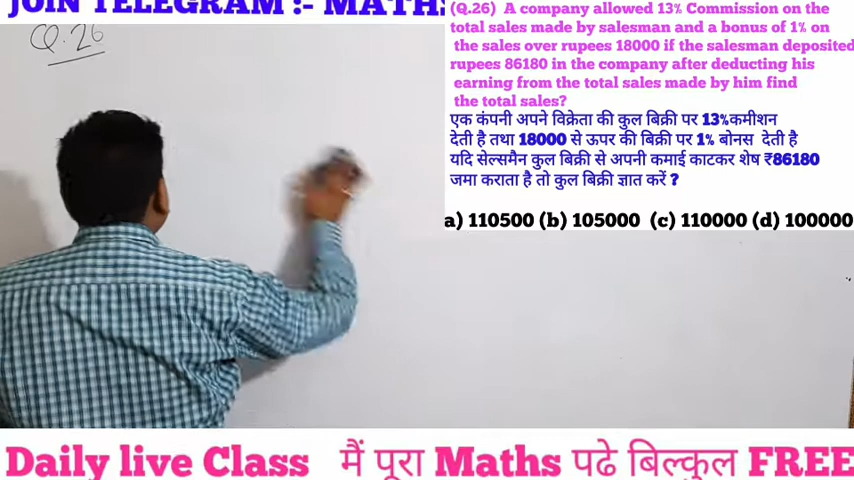 JOIN TELEGRAM :- MATHS
Q.26
(Q.26) A company allowed 13% Commission on the
total sales made by salesman and a bonus of 1% on
the sales over rupees 18000 if the salesman deposited
rupees 86180 in the company after deducting his
earning from the total sales made by him find
the total sales?
एक कंपनी अपने विक्रेता की कुल बिक्री पर 13%कमीशन
देती है तथा 18000 से ऊपर की बिक्री पर 1% बोनस देती है
यदि सेल्समैन कुल बिक्री से अपनी कमाई काटकर शेष ₹86180
जमा कराता है तो कुल बिक्री ज्ञात करें ?
a) 110500 (b) 105000 (c) 110000 (d) 100000
Daily live Class मैं पूरा Maths पढे बिल्कुल FREE